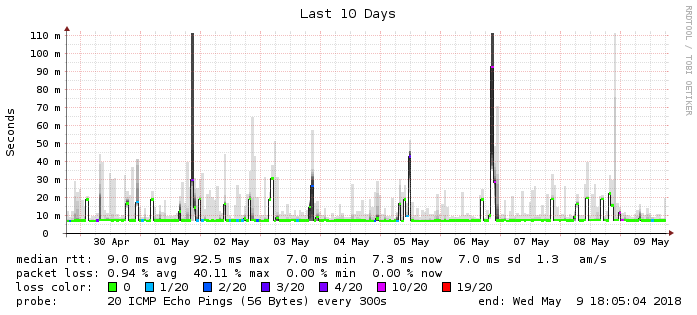 Last 10 Days
RRDTOOL / TOBI OETIKER
Seconds
110 m
100 m
90 m
80 m
70 m
60 m
50 m
40 m
30 m
20 m
10 m
0
30 Apr 01 May 02 May 03 May 04 May 05 May 06 May 07 May 08 May 09 May
median rtt: 9.0 ms avg 92.5 ms max 7.0 ms min 7.3 ms now 7.0 ms sd 1.3 am/s
packet loss: 0.94 % avg 40.11 % max 0.00 % min 0.00 % now
loss color: 0 1/20 2/20 3/20 4/20 10/20 19/20
probe: 20 ICMP Echo Pings (56 Bytes) every 300s end: Wed May 9 18:05:04 2018